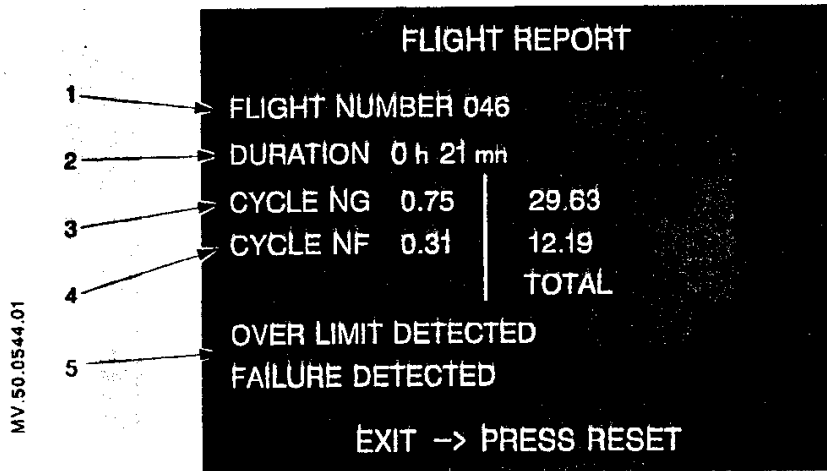 FLIGHT REPORT
1
FLIGHT NUMBER 046
2
DURATION 0 h 21 mn
3
CYCLE NG 0.75 29.63
4
CYCLE NF 0.31 12.19
TOTAL
5
OVER LIMIT DETECTED
FAILURE DETECTED
EXIT -> PRESS RESET
MV.50.0544.01